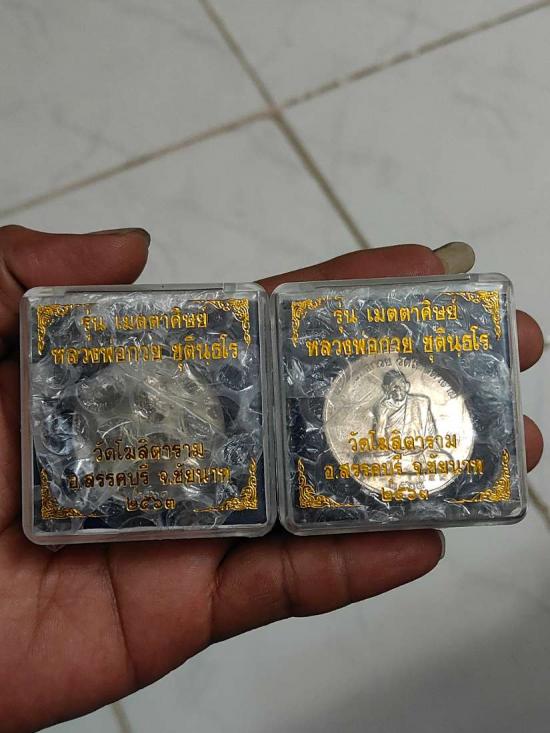 รุ่น เมตตาศิษย์
หลวงพ่อกวย ชุตินธโร
วัดโฆสิตาราม
อ.สรรคบุรี จ.ชัยนาท
๒๕๖๓
รุ่น เมตตาศิษย์
หลวงพ่อกวย ชุตินธโร
วัดโฆสิตาราม
อ.สรรคบุรี จ.ชัยนาท
๒๕๖๓